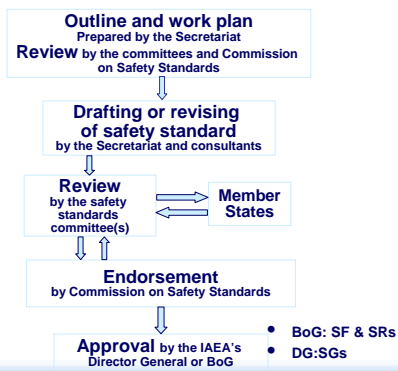 Outline and work plan
Prepared by the Secretariat
Review by the committees and Commission
on Safety Standards
Drafting or revising
of safety standard
by the Secretariat and consultants
Review
by the safety
standards
committee(s)
Member
States
Endorsement
by Commission on Safety Standards
Approval by the IAEA's
Director General or BoG
• BoG: SF & SRs
• DG:SGs